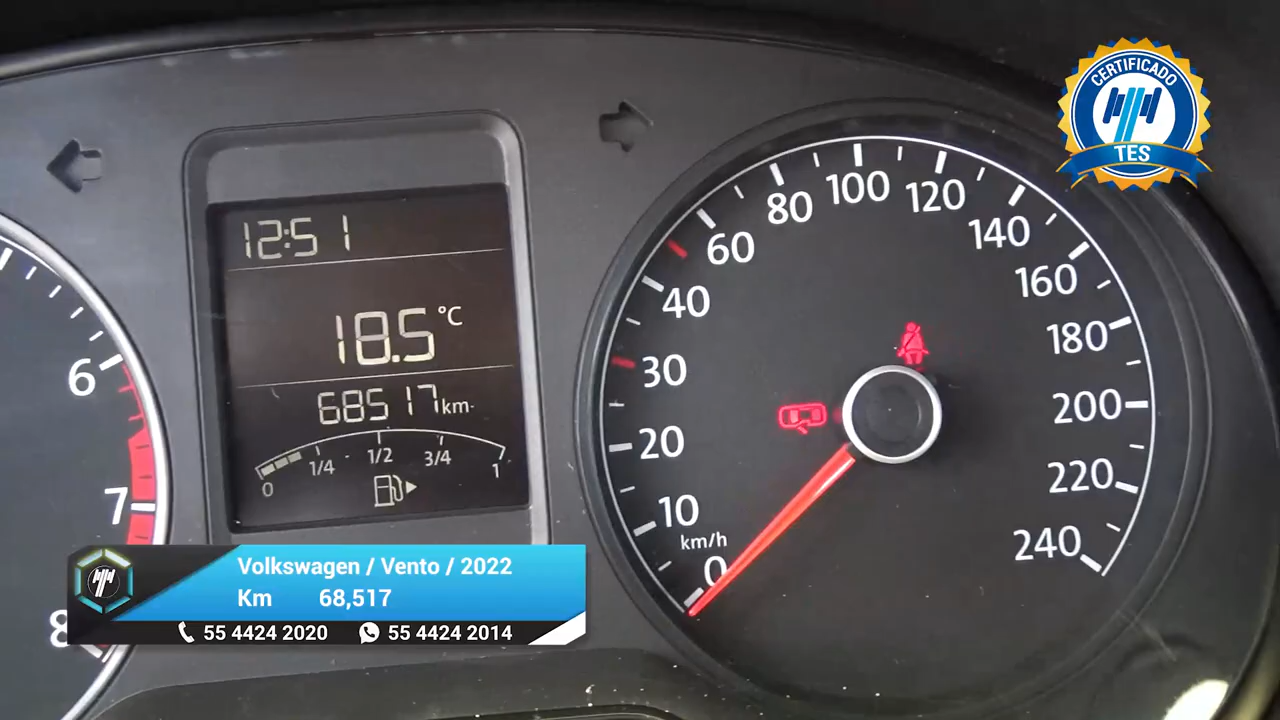 CERTIFICADO
TES
12:51
18.5 °C
68517 km
0 1/4 1/2 3/4 1
6
7
8
0
10
20
30
40
60
80
100
120
140
160
180
200
220
240
km/h
Volkswagen / Vento / 2022
Km 68,517
55 4424 2020 55 4424 2014